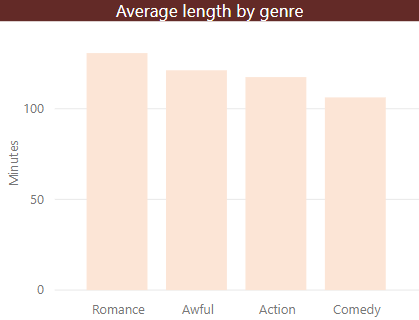 Average length by genre
Minutes
100
50
0
Romance Awful Action Comedy